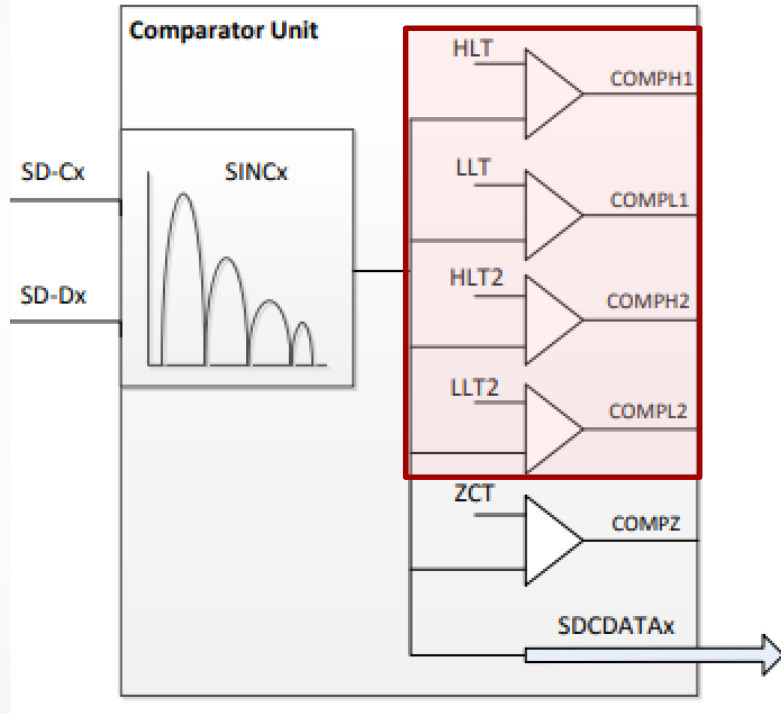 Comparator Unit
HLT
COMPH1
SD-Cx
SINCx
LLT
COMPL1
SD-Dx
HLT2
COMPH2
LLT2
COMPL2
ZCT
COMPZ
SDCDATAx